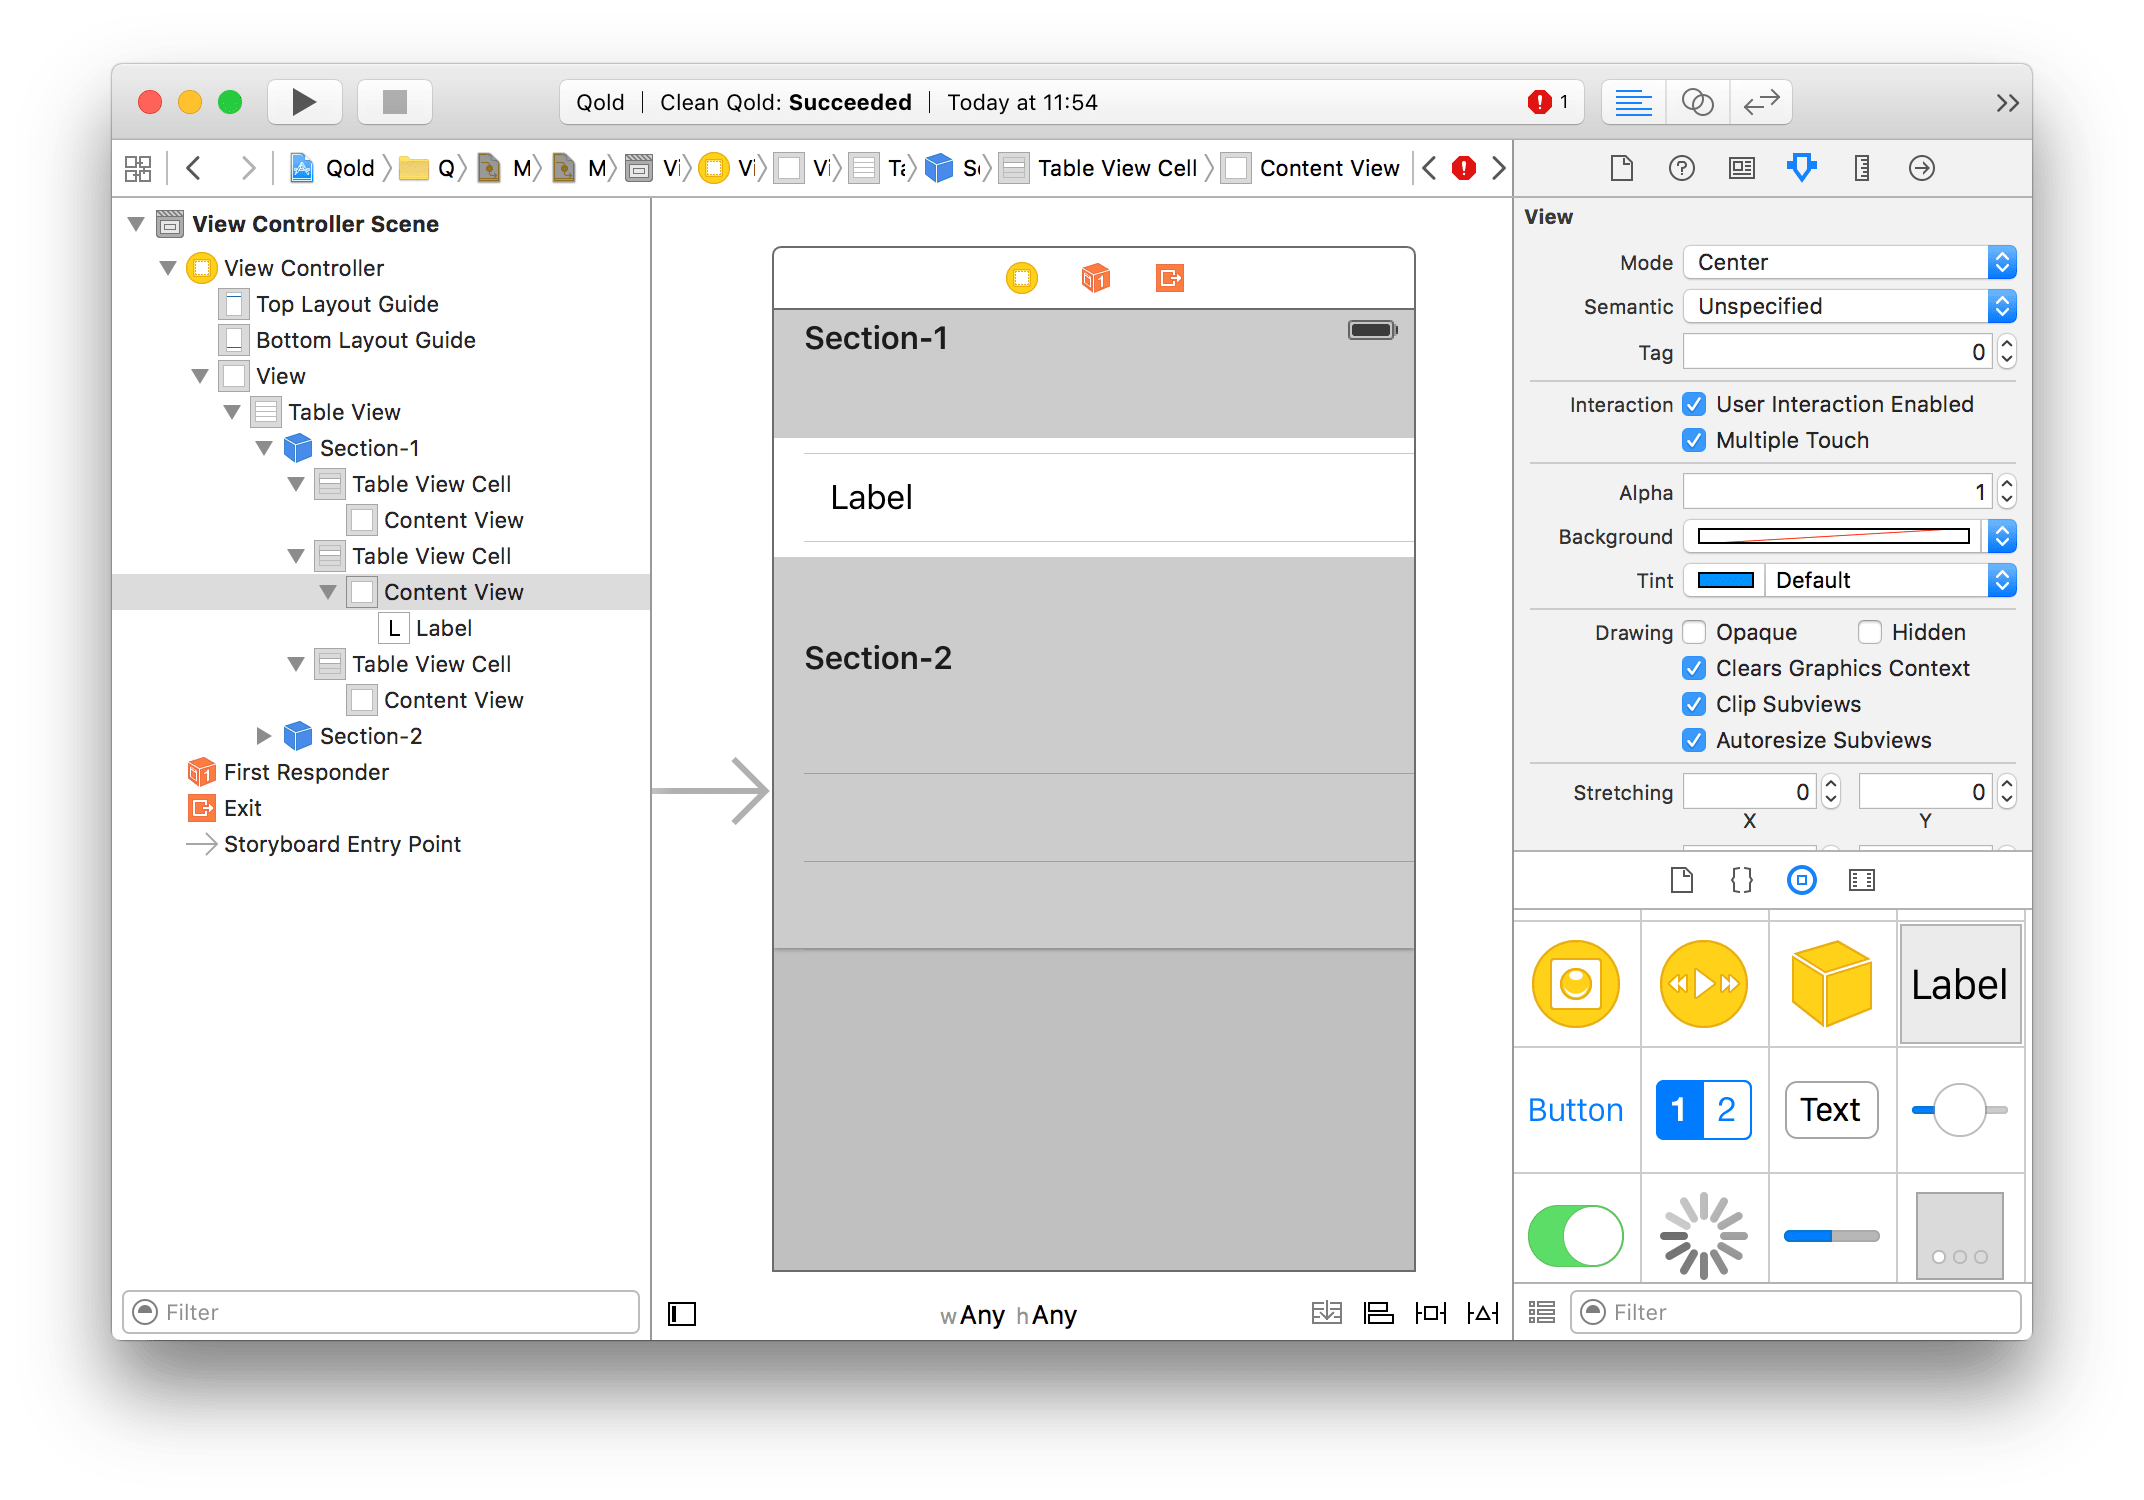 Qold | Clean Qold: Succeeded | Today at 11:54
1
Qold Q M M Vi Vi Vi Ta Se Table View Cell Content View
View Controller Scene
View Controller
Top Layout Guide
Bottom Layout Guide
View
Table View
Section-1
Table View Cell
Content View
Table View Cell
Content View
L Label
Table View Cell
Content View
Section-2
First Responder
Exit
Storyboard Entry Point
Filter
Section-1
Label
Section-2
wAny hAny
View
Mode Center
Semantic Unspecified
Tag 0
Interaction User Interaction Enabled
Multiple Touch
Alpha 1
Background
Tint Default
Drawing Opaque Hidden
Clears Graphics Context
Clip Subviews
Autoresize Subviews
Stretching 0 0
X Y
Label
Button 1 2 Text
Filter